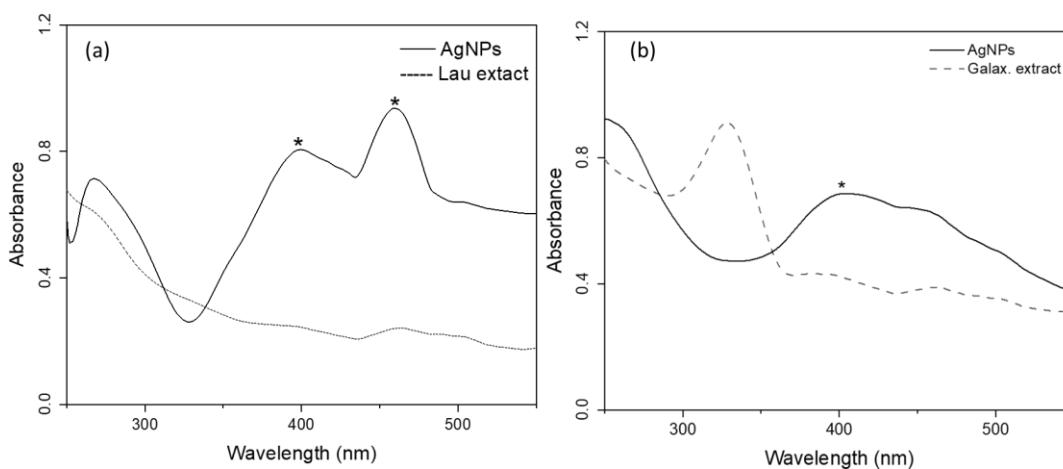 (a)
AgNPs
Lau extact
*
*
1.2
0.8
0.4
0.0
Absorbance
300
400
500
Wavelength (nm)
(b)
AgNPs
Galax. extract
*
1.2
0.8
0.4
0.0
Absorbance
300
400
500
Wavelength (nm)